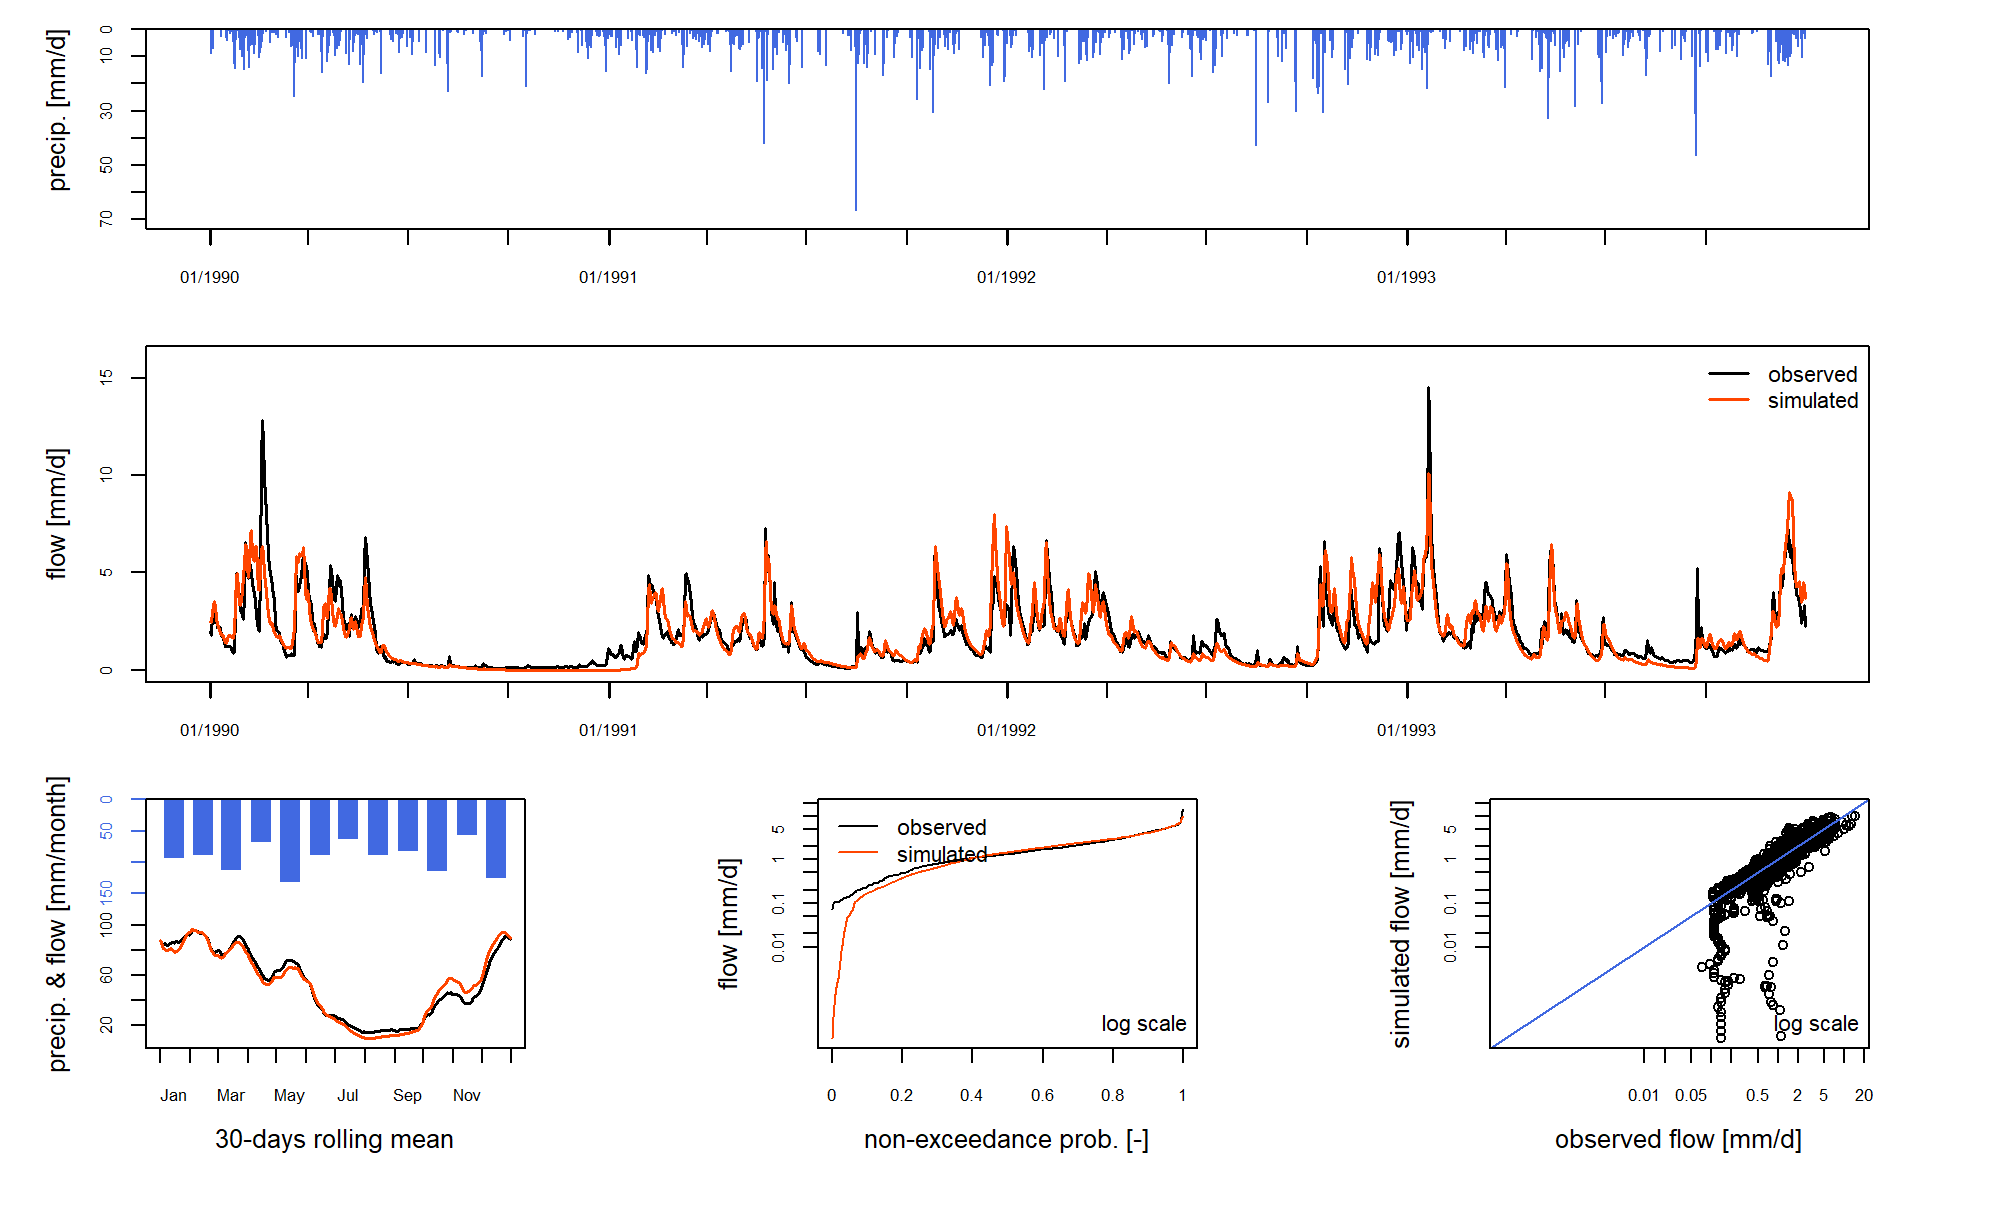 precip. [mm/d]
0
10
30
50
70
01/1990
01/1991
01/1992
01/1993
flow [mm/d]
15
10
5
0
observed
simulated
01/1990
01/1991
01/1992
01/1993
precip. & flow [mm/month]
0
50
150
100
60
20
Jan Mar May Jul Sep Nov
30-days rolling mean
flow [mm/d]
5
1
0.1
0.01
observed
simulated
log scale
0 0.2 0.4 0.6 0.8 1
non-exceedance prob. [-]
simulated flow [mm/d]
5
1
0.1
0.01
log scale
0.01 0.05 0.5 2 5 20
observed flow [mm/d]